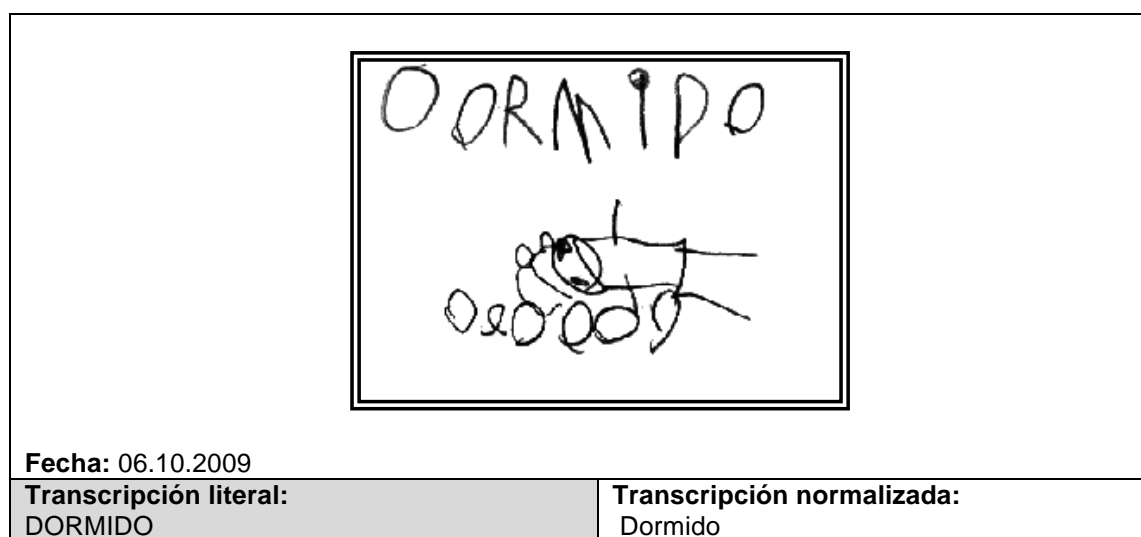 DORMIDO
Fecha: 06.10.2009
Transcripción literal:
DORMIDO
Transcripción normalizada:
Dormido